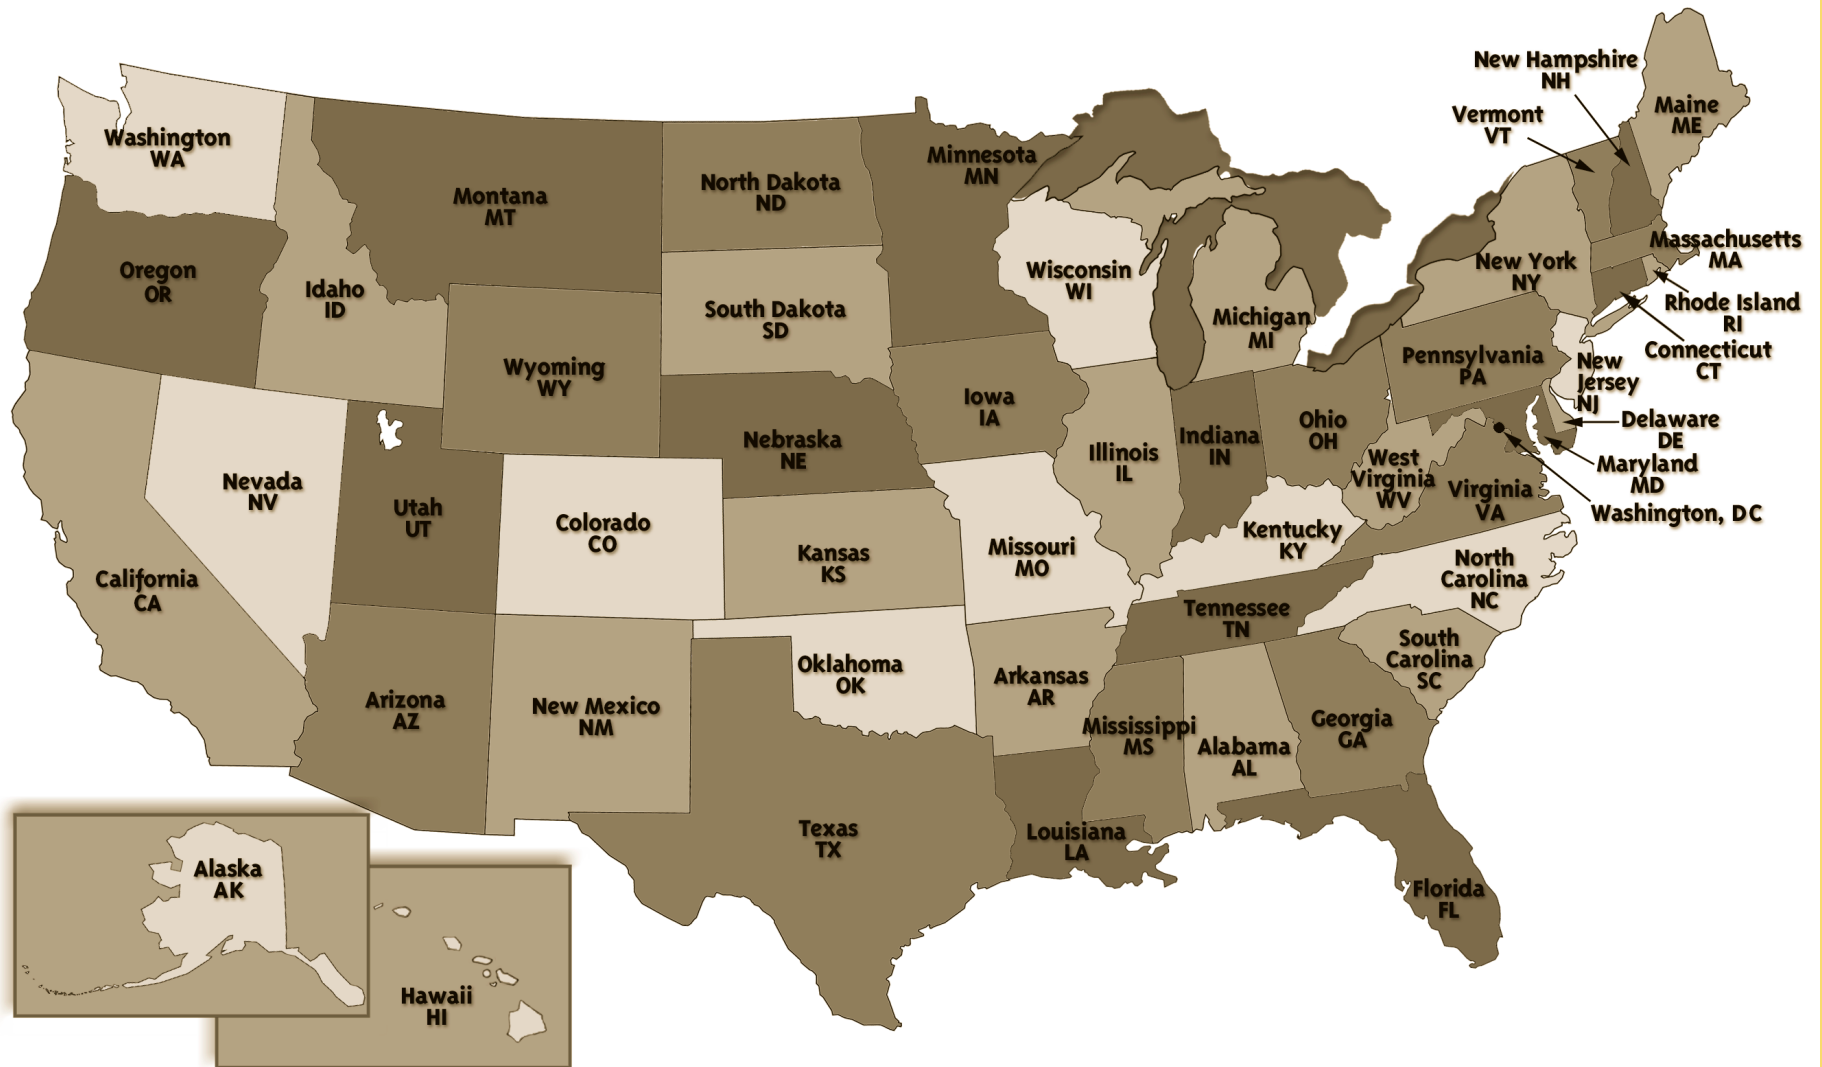 New Hampshire
NH
Maine
ME
Vermont
VT
Washington
WA
Minnesota
MN
North Dakota
ND
Montana
MT
Massachusetts
MA
New York
NY
Oregon
OR
Wisconsin
WI
Idaho
ID
Rhode Island
RI
South Dakota
SD
Michigan
MI
Connecticut
CT
Pennsylvania
PA
New
Jersey
NJ
Wyoming
WY
Iowa
IA
Delaware
DE
Ohio
OH
Indiana
IN
Nebraska
NE
Illinois
IL
West
Virginia
WV
Maryland
MD
Nevada
NV
Virginia
VA
Utah
UT
Washington, DC
Colorado
CO
Kentucky
KY
Missouri
MO
Kansas
KS
North
Carolina
NC
California
CA
Tennessee
TN
South
Carolina
SC
Oklahoma
OK
Arkansas
AR
Arizona
AZ
New Mexico
NM
Georgia
GA
Mississippi
MS
Alabama
AL
Texas
TX
Louisiana
LA
Alaska
AK
Florida
FL
Hawaii
HI